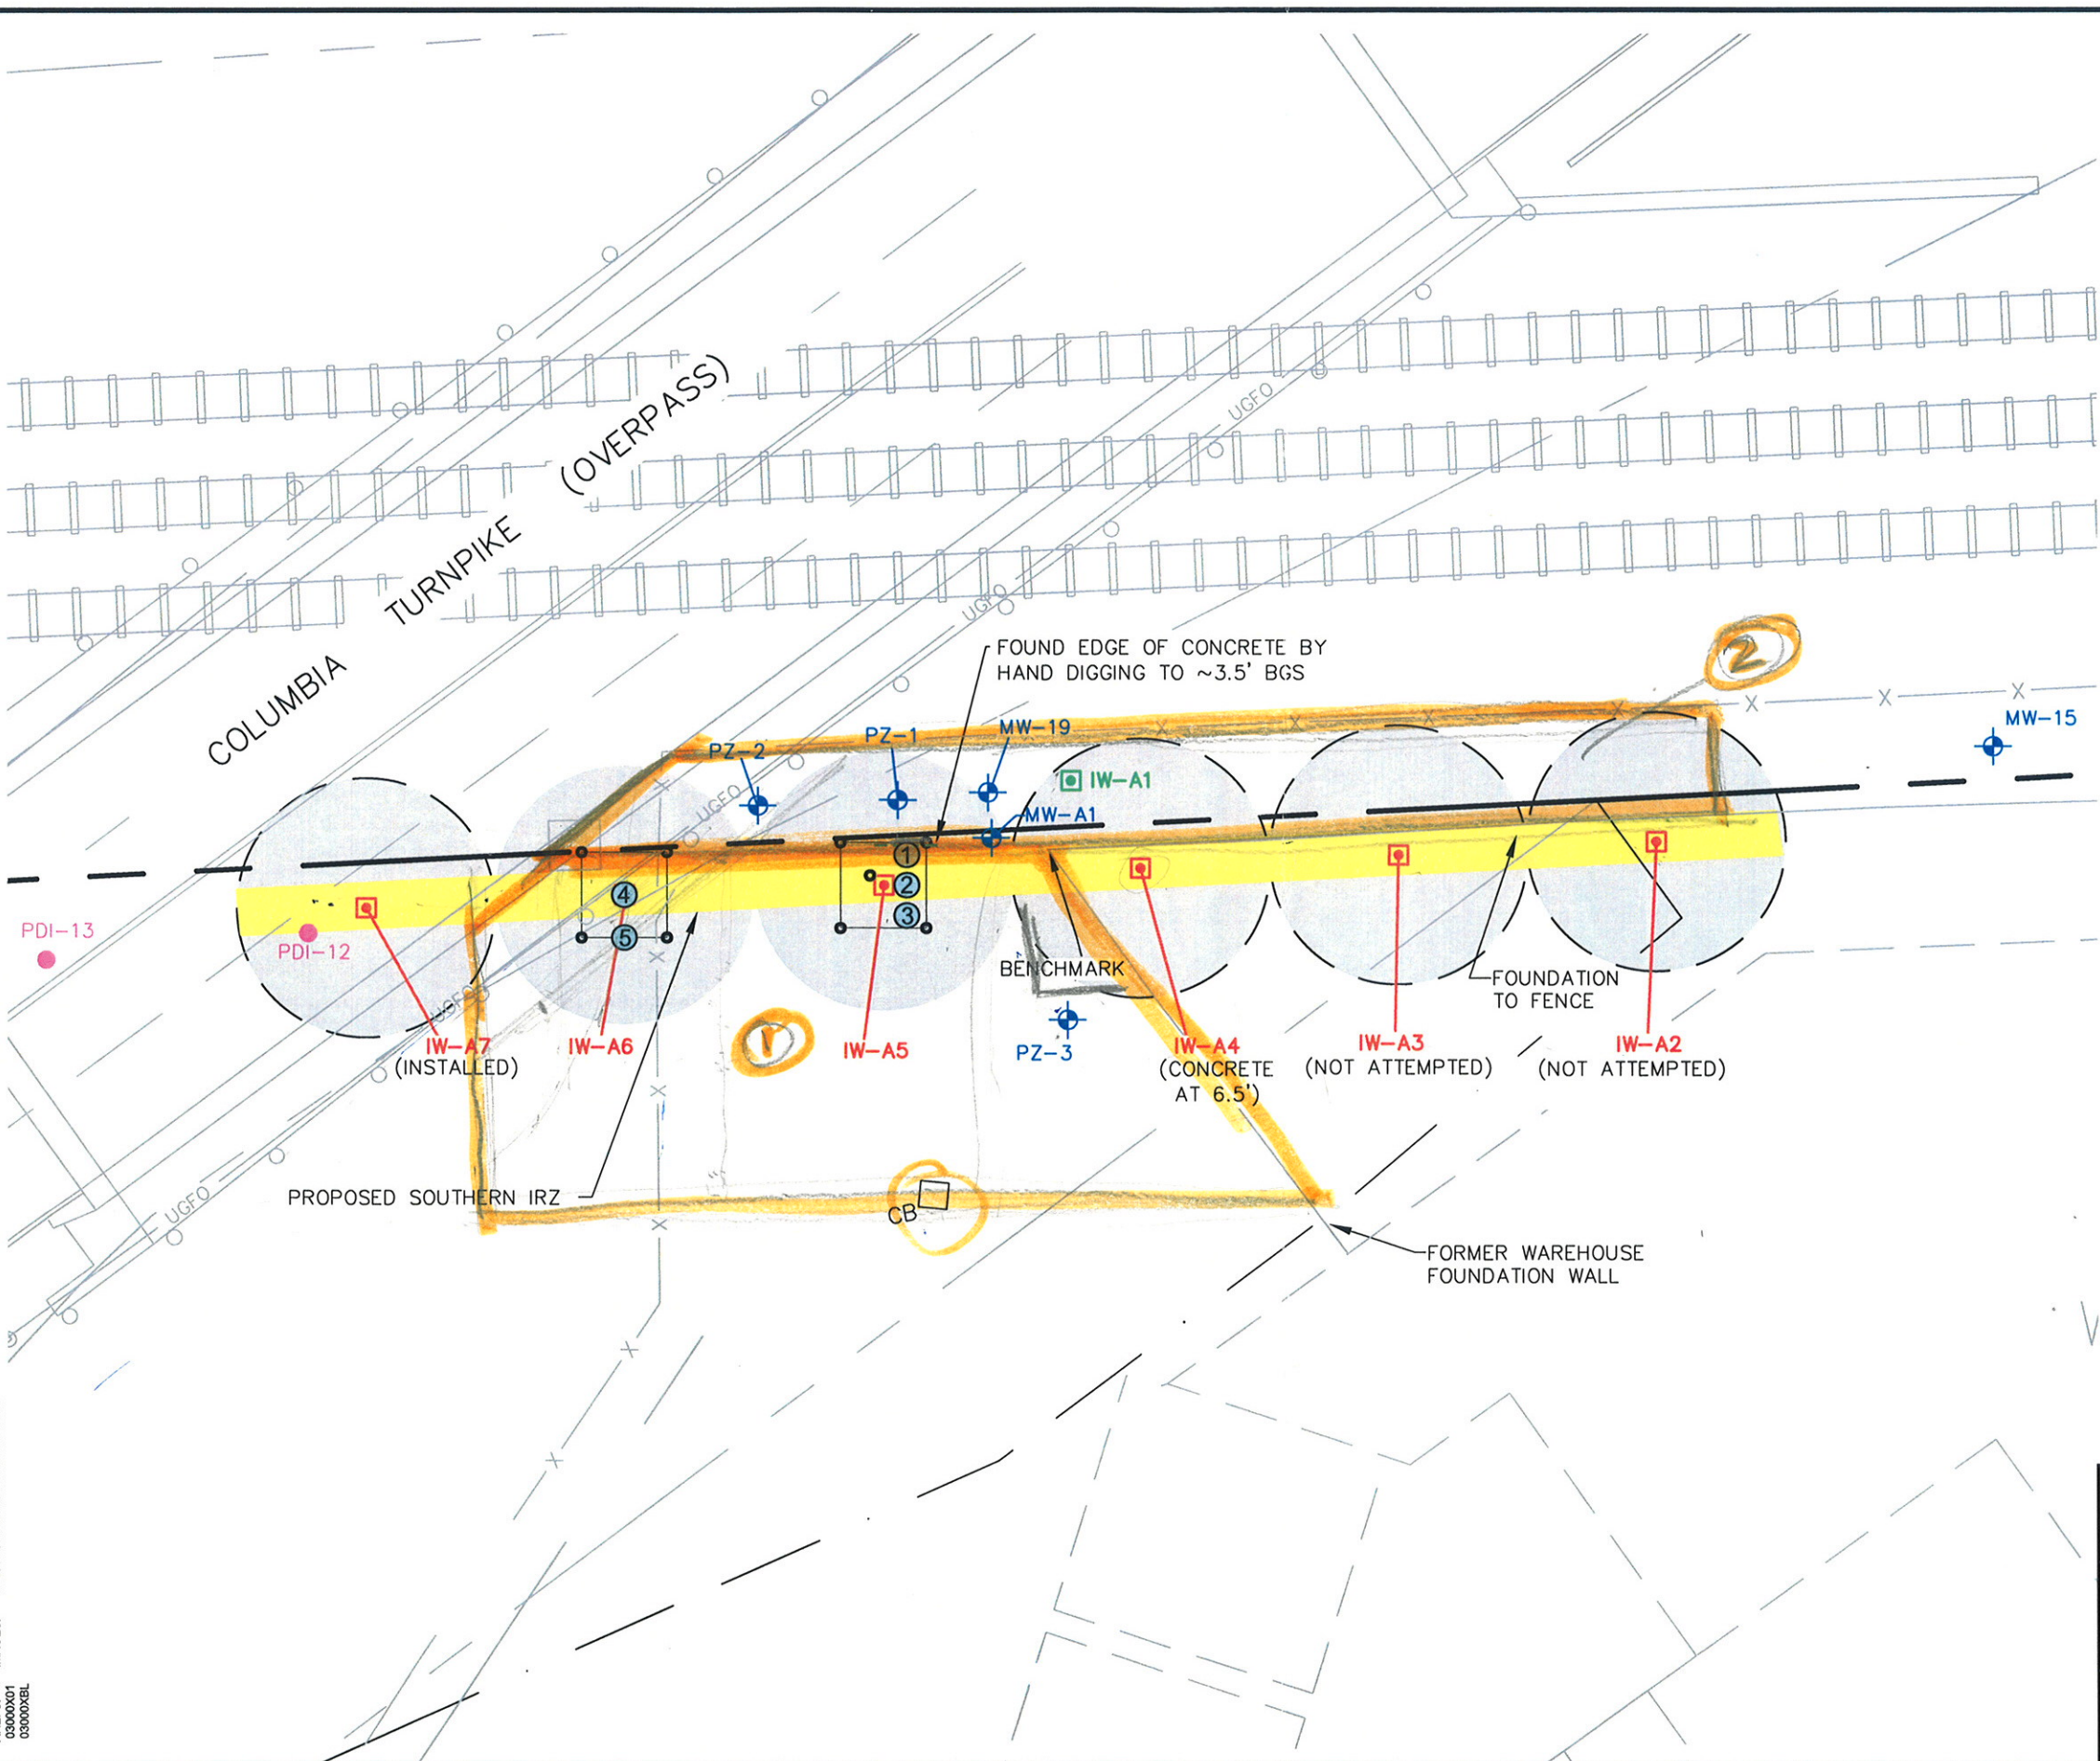 (OVERPASS)
UGFO
TURNPIKE
UGFO
COLUMBIA
FOUND EDGE OF CONCRETE BY
HAND DIGGING TO ~3.5' BGS
2
X X X
X X X X
MW-15
MW-19
PZ-1
PZ-2
IW-A1
UGFO
MW-A1
X
1
2
3
4
5
PDI-13
PDI-12
X
BENCHMARK
FOUNDATION
TO FENCE
UGFO
1
PZ-3
IW-A7
(INSTALLED)
IW-A6
IW-A5
IW-A4
(CONCRETE
AT 6.5')
IW-A3
(NOT ATTEMPTED)
IW-A2
(NOT ATTEMPTED)
X
PROPOSED SOUTHERN IRZ
UGFO
CB
X
FORMER WAREHOUSE
FOUNDATION WALL
X
X
03000X01
03000XBL